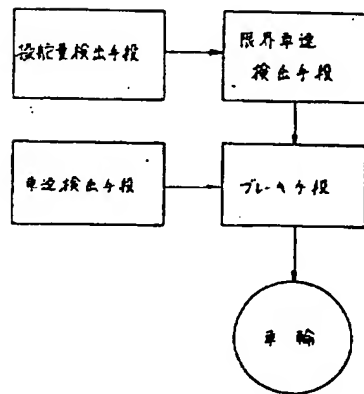 設舵量検出手段
限界車速
検出手段
車速検出手段
ブレーキ手段
車輪